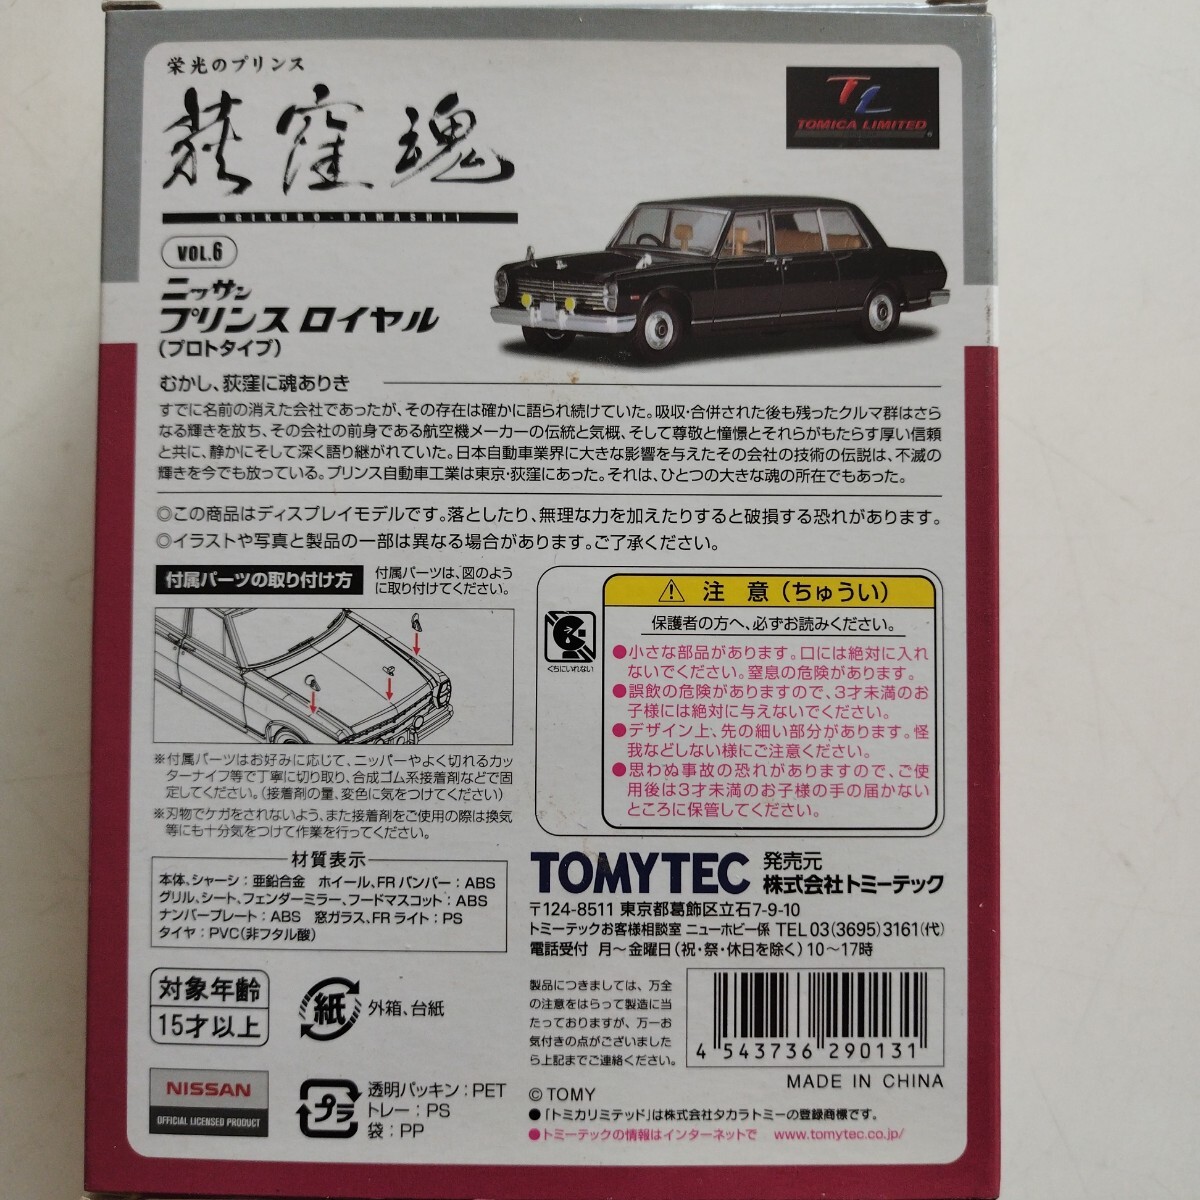 栄光のプリンス
荻窪魂
OGIKUBO-DAMASHII
TL
TOMICA LIMITED
VOL.6
ニッサン
プリンス ロイヤル
(プロトタイプ)
むかし、荻窪に魂ありき
すでに名前の消えた会社であったが、その存在は確かに語られ続けていた。吸収・合併された後も残ったクルマ群はさら
なる輝きを放ち、その会社の前身である航空機メーカーの伝統と気概、そして尊敬と憧憬とそれらがもたらす厚い信頼
と共に、静かにそして深く語り継がれていた。日本自動車業界に大きな影響を与えたその会社の技術の伝説は、不滅の
輝きを今でも放っている。プリンス自動車工業は東京・荻窪にあった。それは、ひとつの大きな魂の所在でもあった。
◎この商品はディスプレイモデルです。落としたり、無理な力を加えたりすると破損する恐れがあります。
◎イラストや写真と製品の一部は異なる場合があります。ご了承ください。
付属パーツの取り付け方
付属パーツは、図のよう
に取り付けてください。
※付属パーツはお好みに応じて、ニッパーやよく切れるカッ
ターナイフ等で丁寧に切り取り、合成ゴム系接着剤などで固
定してください。(接着剤の量、変色に気をつけてください)
※刃物でケガをされないよう、また接着剤をご使用の際は換気
等にも十分気をつけて作業を行ってください。
くちにいれない
⚠ 注 意 (ちゅうい)
保護者の方へ、必ずお読みください。
●小さな部品があります。口には絶対に入れ
ないでください。窒息の危険があります。
●誤飲の危険がありますので、3才未満のお
子様には絶対に与えないでください。
●デザイン上、先の細い部分があります。怪
我などしない様にご注意ください。
●思わぬ事故の恐れがありますので、ご使
用後は3才未満のお子様の手の届かない
ところに保管してください。
材質表示
本体、シャーシ：亜鉛合金 ホイール、FRバンパー：ABS
グリル、シート、フェンダーミラー、フードマスコット：ABS
ナンバープレート：ABS 窓ガラス、FRライト：PS
タイヤ：PVC(非フタル酸)
TOMYTEC 発売元
株式会社トミーテック
〒124-8511 東京都葛飾区立石7-9-10
トミーテックお客様相談室 ニューホビー係 TEL 03(3695)3161(代)
電話受付 月～金曜日(祝・祭・休日を除く)10～17時
対象年齢
15才以上
紙
外箱、台紙
NISSAN
OFFICIAL LICENSED PRODUCT
プラ
透明パッキン：PET
トレー：PS
袋：PP
製品につきましては、万全
の注意をはらって製造に当
たっておりますが、万一お
気付きの点がございました
ら上記までご連絡ください。
4 543736 290131
MADE IN CHINA
© TOMY
●「トミカリミテッド」は株式会社タカラトミーの登録商標です。
●トミーテックの情報はインターネットで www.tomytec.co.jp/